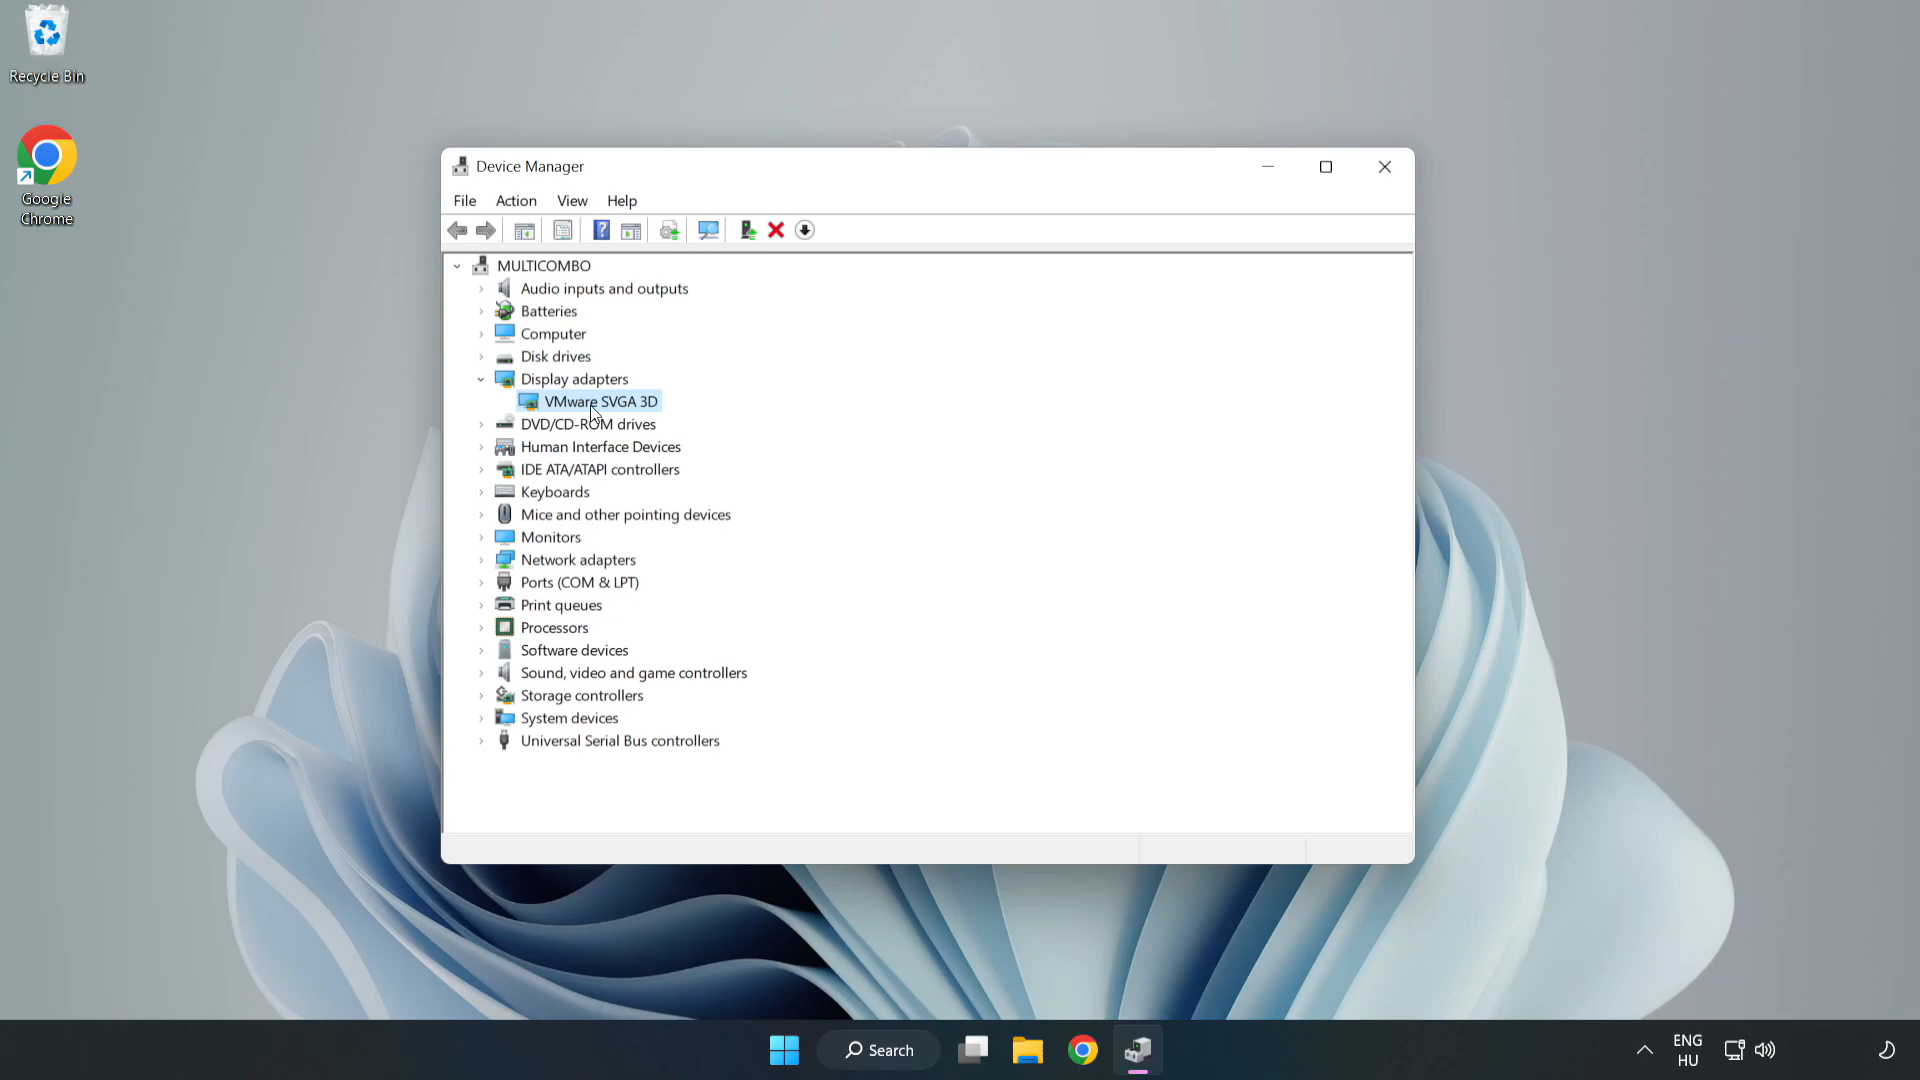 Recycle Bin
Google
Chrome
Device Manager
File Action View Help
MULTICOMBO
Audio inputs and outputs
Batteries
Computer
Disk drives
Display adapters
VMware SVGA 3D
DVD/CD-ROM drives
Human Interface Devices
IDE ATA/ATAPI controllers
Keyboards
Mice and other pointing devices
Monitors
Network adapters
Ports (COM & LPT)
Print queues
Processors
Software devices
Sound, video and game controllers
Storage controllers
System devices
Universal Serial Bus controllers
Search
ENG
HU